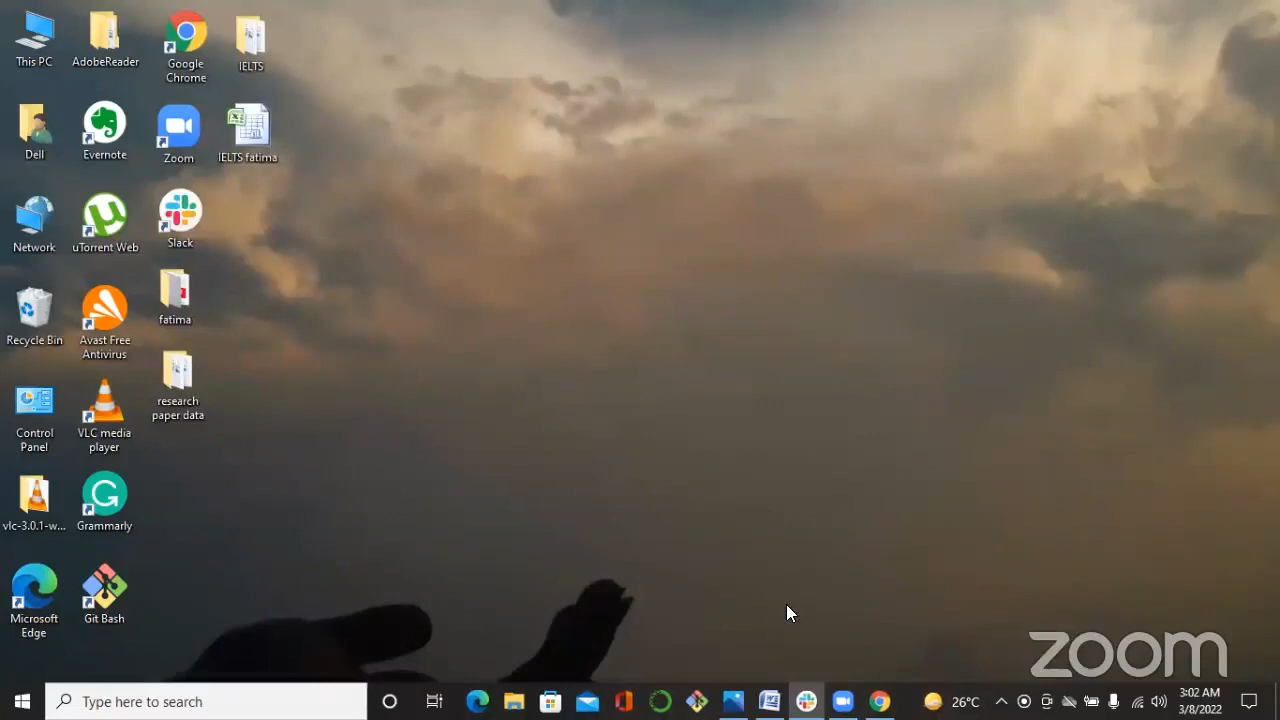 This PC
AdobeReader
Google
Chrome
IELTS
Dell
Evernote
Zoom
IELTS fatima
Network
uTorrent Web
Slack
fatima
Recycle Bin
Avast Free
Antivirus
research
paper data
Control
Panel
VLC media
player
vlc-3.0.1-w...
Grammarly
Microsoft
Edge
Git Bash
zoom
Type here to search
26°C
3:02 AM
3/8/2022